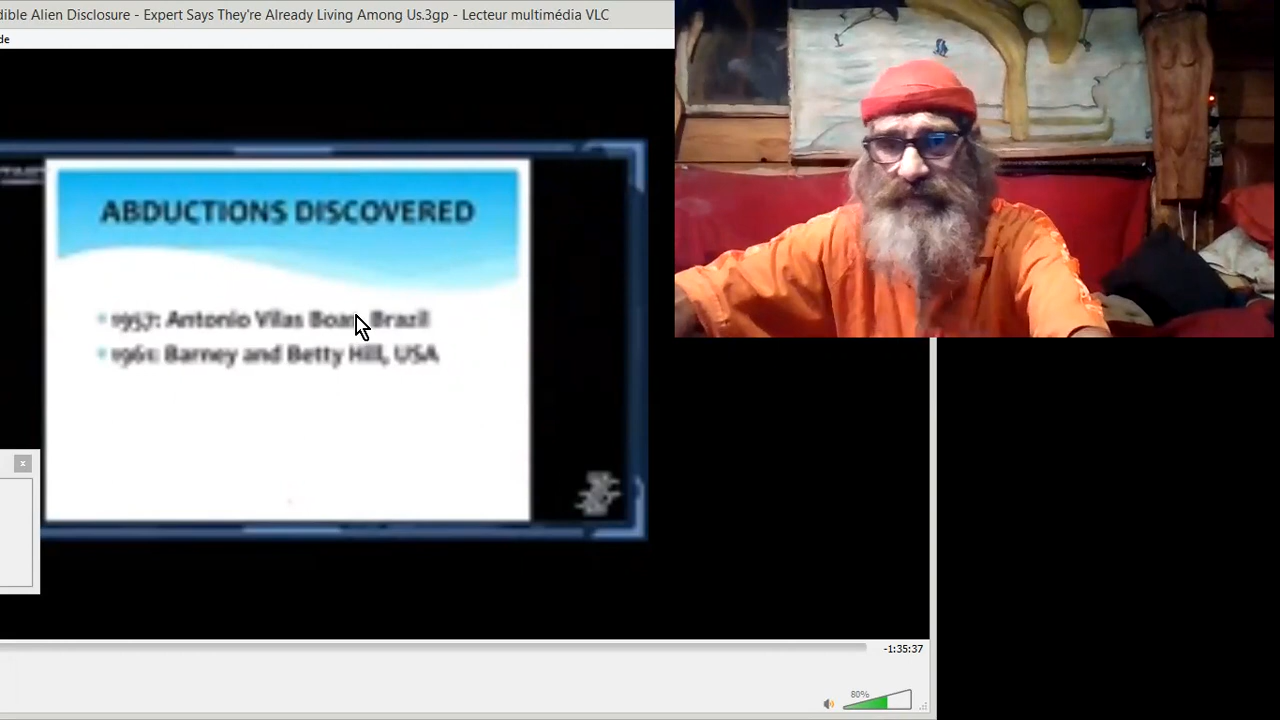 dible Alien Disclosure - Expert Says They're Already Living Among Us.3gp - Lecteur multimédia VLC
de
ABDUCTIONS DISCOVERED
1957: Antonio Vilas Boas, Brazil
1961: Barney and Betty Hill, USA
-1:35:37
80%